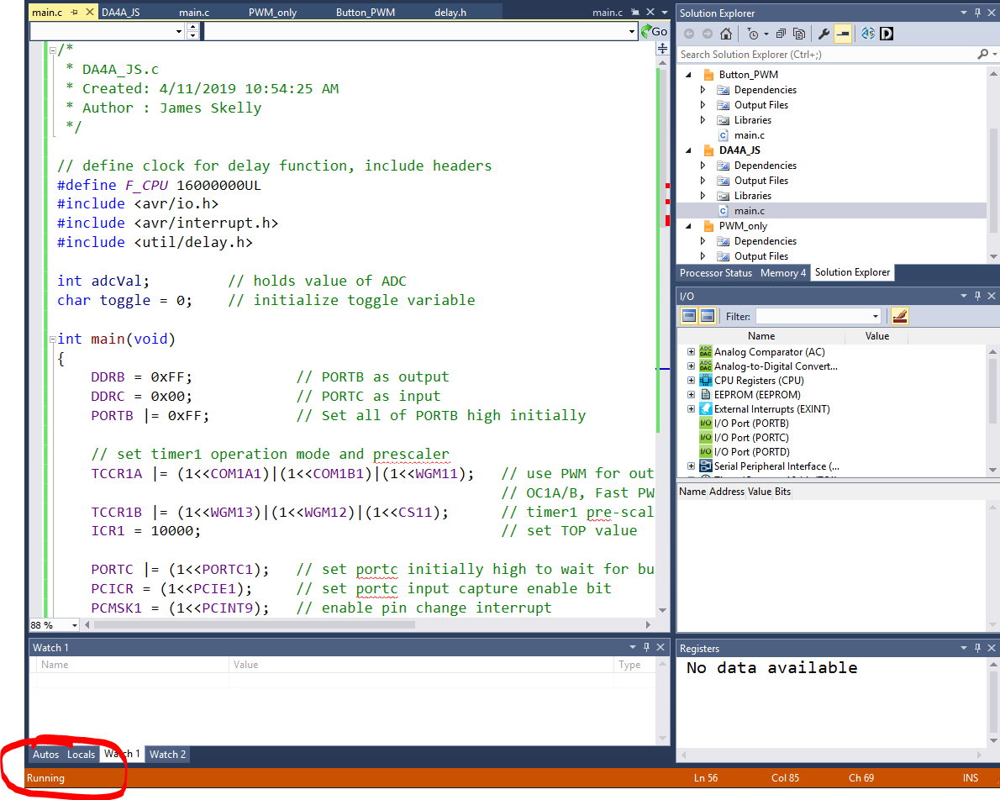 main.c DA4A_JS main.c PWM_only Button_PWM delay.h main.c
Go
/*
* DA4A_JS.c
* Created: 4/11/2019 10:54:25 AM
* Author : James Skelly
*/
// define clock for delay function, include headers
#define F_CPU 16000000UL
#include <avr/io.h>
#include <avr/interrupt.h>
#include <util/delay.h>
int adcVal; // holds value of ADC
char toggle = 0; // initialize toggle variable
int main(void)
{
DDRB = 0xFF; // PORTB as output
DDRC = 0x00; // PORTC as input
PORTB |= 0xFF; // Set all of PORTB high initially
// set timer1 operation mode and prescaler
TCCR1A |= (1<<COM1A1)|(1<<COM1B1)|(1<<WGM11); // use PWM for out
// OC1A/B, Fast PW
TCCR1B |= (1<<WGM13)|(1<<WGM12)|(1<<CS11); // timer1 pre-scal
ICR1 = 10000; // set TOP value
PORTC |= (1<<PORTC1); // set portc initially high to wait for bu
PCICR = (1<<PCIE1); // set portc input capture enable bit
PCMSK1 = (1<<PCINT9); // enable pin change interrupt
88 %
Watch 1
Name Value Type
Autos Locals Watch 1 Watch 2
Solution Explorer
Search Solution Explorer (Ctrl+;)
Button_PWM
Dependencies
Output Files
Libraries
main.c
DA4A_JS
Dependencies
Output Files
Libraries
main.c
PWM_only
Dependencies
Output Files
Processor Status Memory 4 Solution Explorer
I/O
Filter:
Name Value
Analog Comparator (AC)
Analog-to-Digital Convert...
CPU Registers (CPU)
EEPROM (EEPROM)
External Interrupts (EXINT)
I/O Port (PORTB)
I/O Port (PORTC)
I/O Port (PORTD)
Serial Peripheral Interface (...
Name Address Value Bits
Registers
No data available
Running Ln 56 Col 85 Ch 69 INS